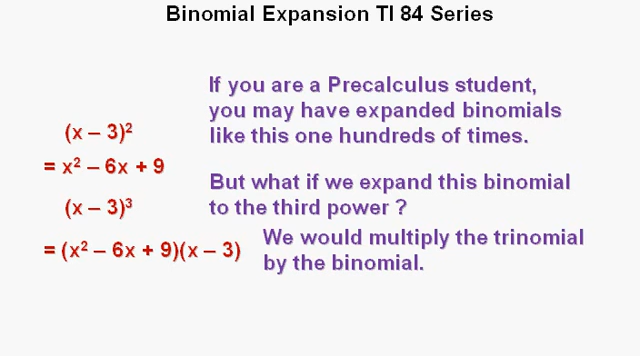 Binomial Expansion TI 84 Series
If you are a Precalculus student,
you may have expanded binomials
like this one hundreds of times.
(x – 3)²
= x² – 6x + 9
But what if we expand this binomial
to the third power ?
(x – 3)³
= (x² – 6x + 9)(x – 3)
We would multiply the trinomial
by the binomial.